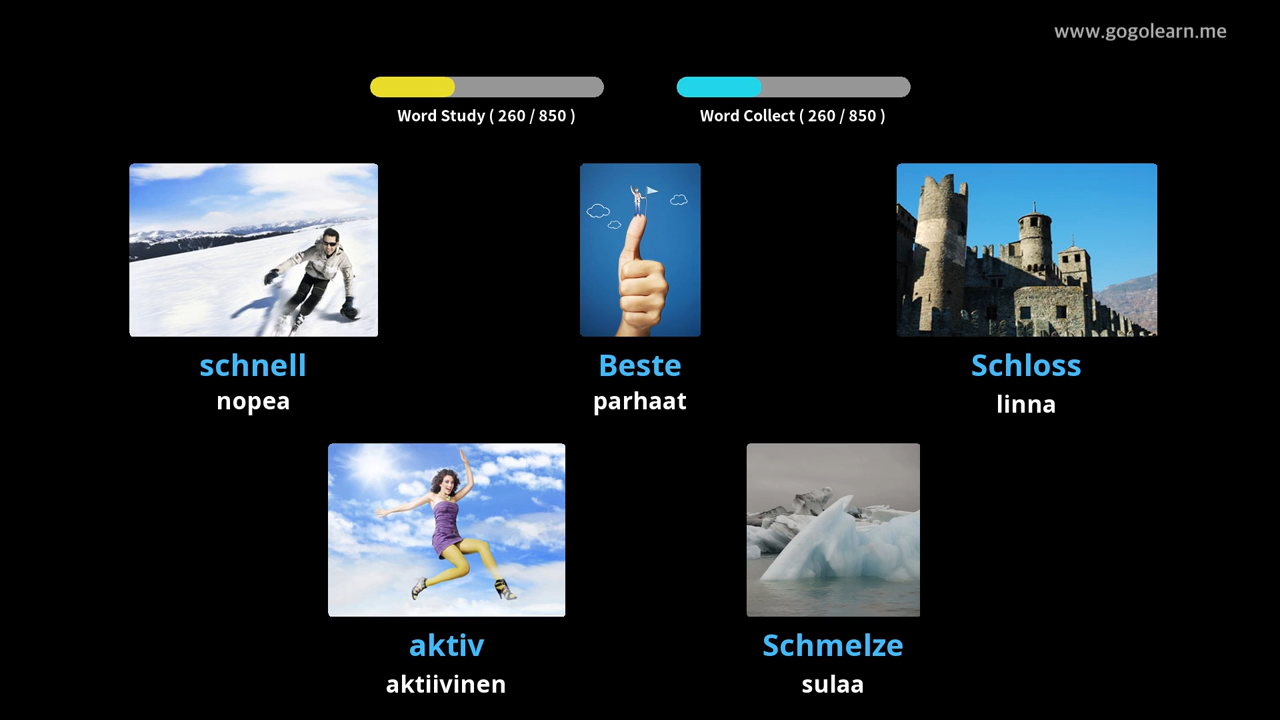 www.gogolearn.me
Word Study ( 260 / 850 )
Word Collect ( 260 / 850 )
schnell
nopea
Beste
parhaat
Schloss
linna
aktiv
aktiivinen
Schmelze
sulaa